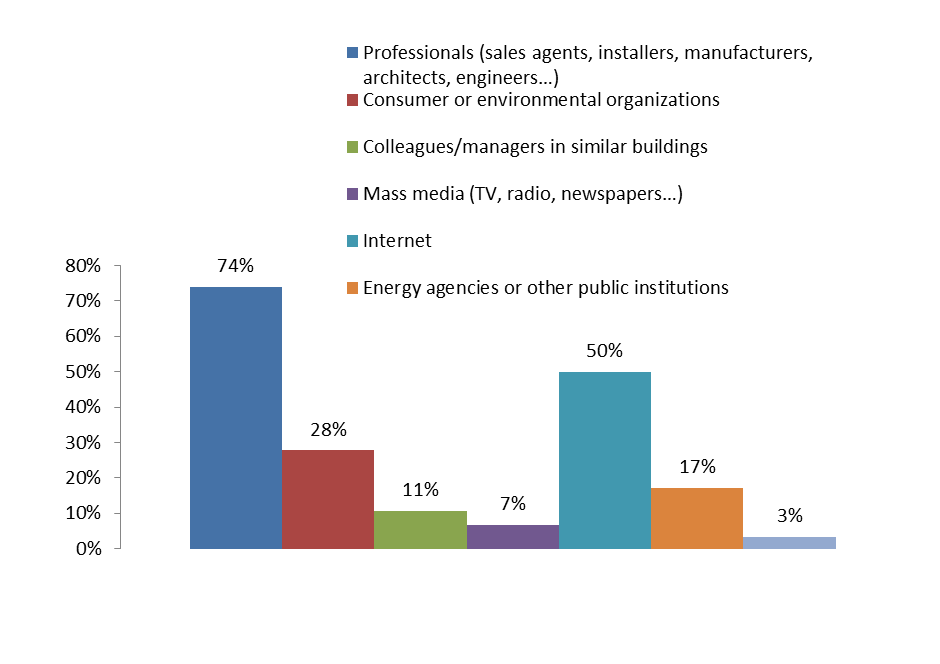 Professionals (sales agents, installers, manufacturers,
architects, engineers...)
Consumer or environmental organizations
Colleagues/managers in similar buildings
Mass media (TV, radio, newspapers...)
Internet
Energy agencies or other public institutions
80%
70%
60%
50%
40%
30%
20%
10%
0%
74%
28%
11%
7%
50%
17%
3%